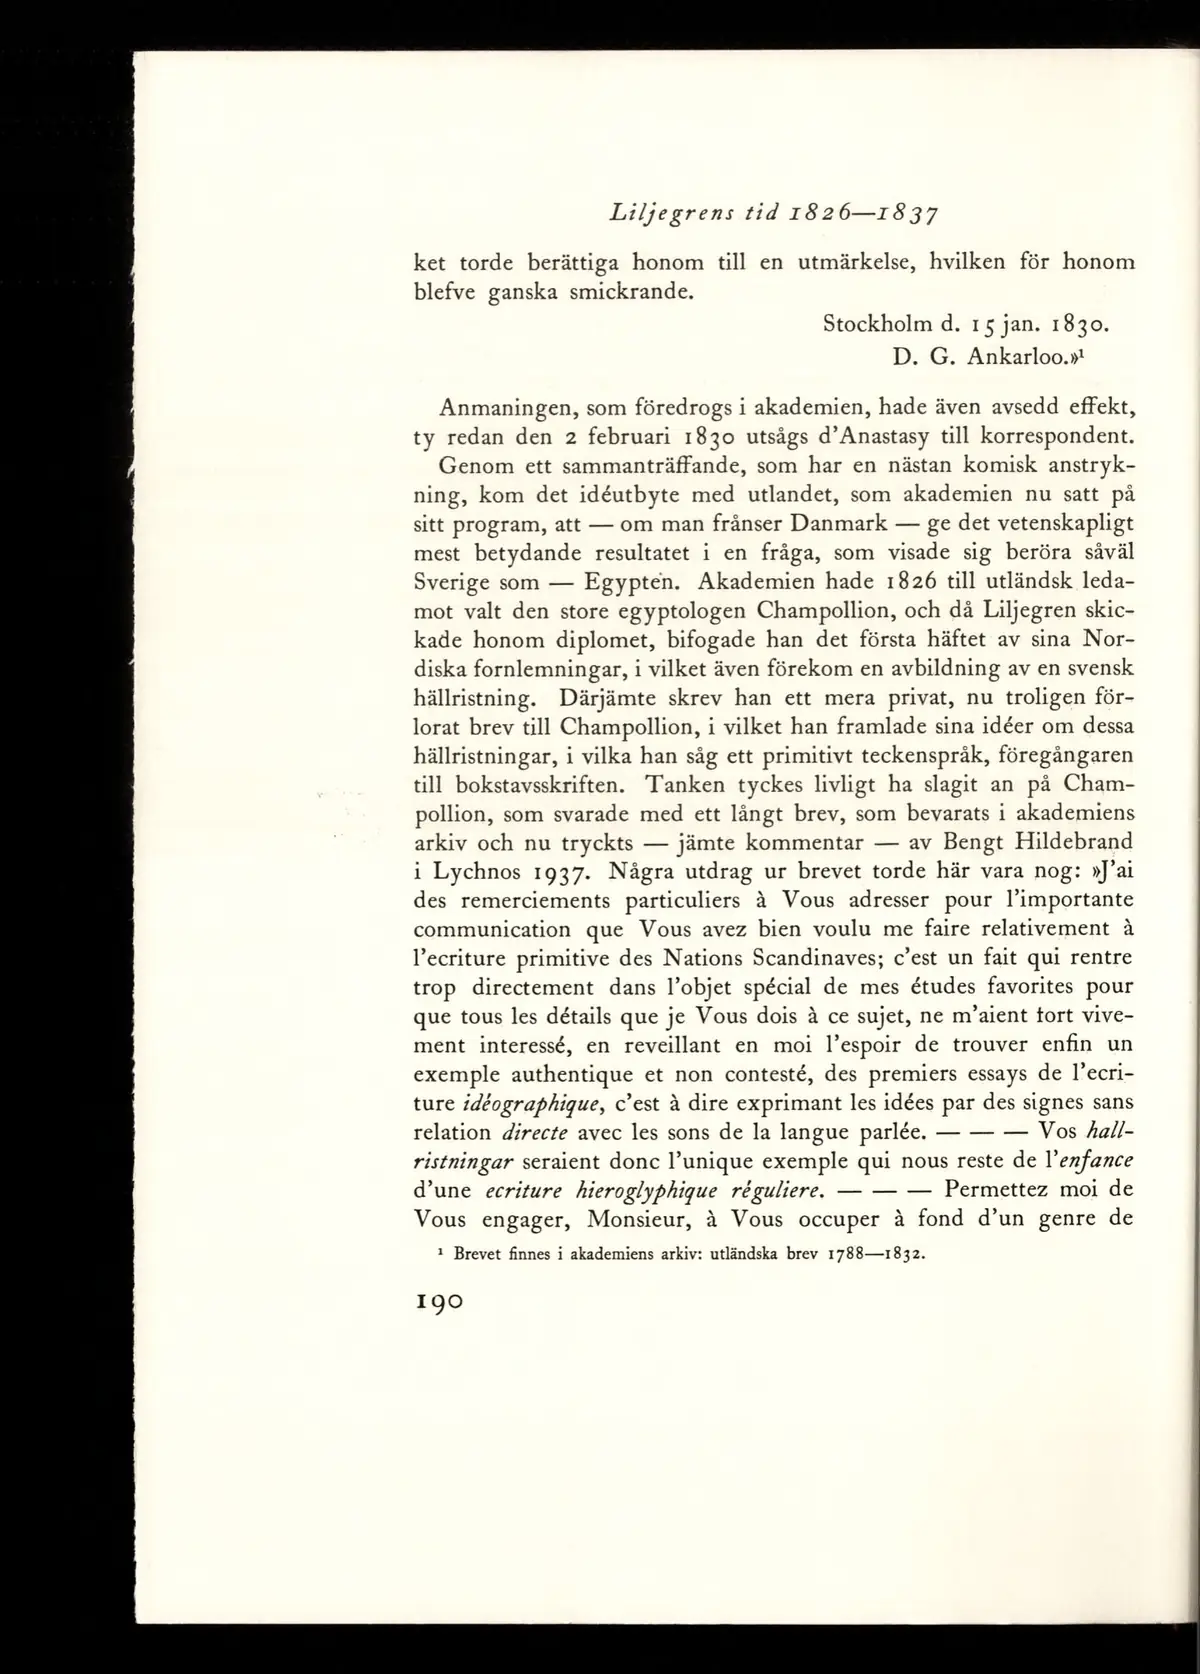 Liljegrens tid 1826—1837
ket torde berättiga honom till en utmärkelse, hvilken för honom
blefve ganska smickrande.
Stockholm d. 15 jan. 1830.
D. G. Ankarloo.»¹
Anmaningen, som föredrogs i akademien, hade även avsedd effekt,
ty redan den 2 februari 1830 utsågs d’Anastasy till korrespondent.
Genom ett sammanträffande, som har en nästan komisk anstryk-
ning, kom det idéutbyte med utlandet, som akademien nu satt på
sitt program, att — om man frånser Danmark — ge det vetenskapligt
mest betydande resultatet i en fråga, som visade sig beröra såväl
Sverige som — Egypten. Akademien hade 1826 till utländsk leda-
mot valt den store egyptologen Champollion, och då Liljegren skic-
kade honom diplomet, bifogade han det första häftet av sina Nor-
diska fornlemningar, i vilket även förekom en avbildning av en svensk
hällristning. Därjämte skrev han ett mera privat, nu troligen för-
lorat brev till Champollion, i vilket han framlade sina idéer om dessa
hällristningar, i vilka han såg ett primitivt teckenspråk, föregångaren
till bokstavsskriften. Tanken tyckes livligt ha slagit an på Cham-
pollion, som svarade med ett långt brev, som bevarats i akademiens
arkiv och nu tryckts — jämte kommentar — av Bengt Hildebrand
i Lychnos 1937. Några utdrag ur brevet torde här vara nog: »J’ai
des remerciements particuliers à Vous adresser pour l’importante
communication que Vous avez bien voulu me faire relativement à
l’ecriture primitive des Nations Scandinaves; c’est un fait qui rentre
trop directement dans l’objet spécial de mes études favorites pour
que tous les détails que je Vous dois à ce sujet, ne m’aient fort vive-
ment interessé, en reveillant en moi l’espoir de trouver enfin un
exemple authentique et non contesté, des premiers essays de l’ecri-
ture idéographique, c’est à dire exprimant les idées par des signes sans
relation directe avec les sons de la langue parlée. — — — Vos hall-
ristningar seraient donc l’unique exemple qui nous reste de l’enfance
d’une ecriture hieroglyphique réguliere. — — — Permettez moi de
Vous engager, Monsieur, à Vous occuper à fond d’un genre de
¹ Brevet finnes i akademiens arkiv: utländska brev 1788—1832.
190